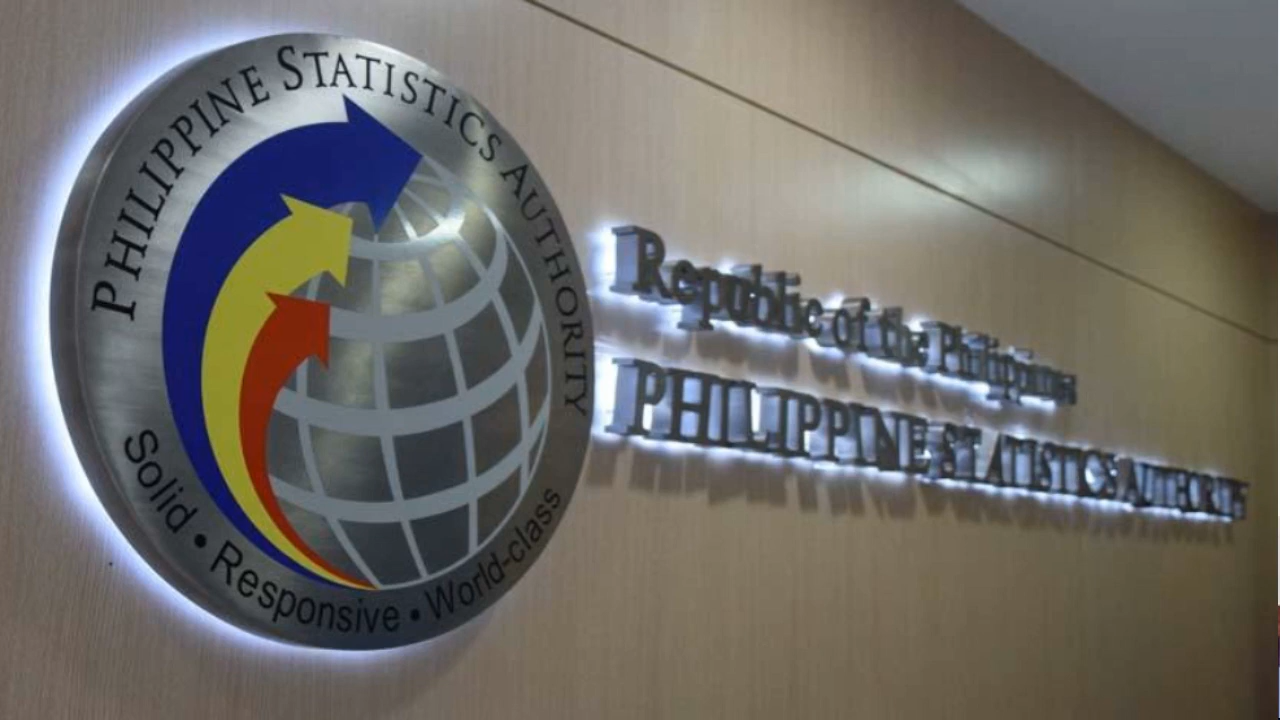 PHILIPPINE STATISTICS AUTHORITY
Solid • Responsive • World-class
Republic of the Philippines
PHILIPPINE STATISTICS AUTHORITY